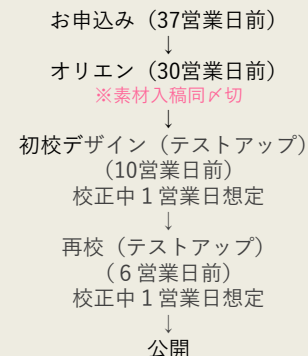 お申込み（37営業日前）
↓
オリエン（30営業日前）
※素材入稿同〆切
↓
初校デザイン（テストアップ）
（10営業日前）
校正中１営業日想定
↓
再校（テストアップ）
（６営業日前）
校正中１営業日想定
↓
公開